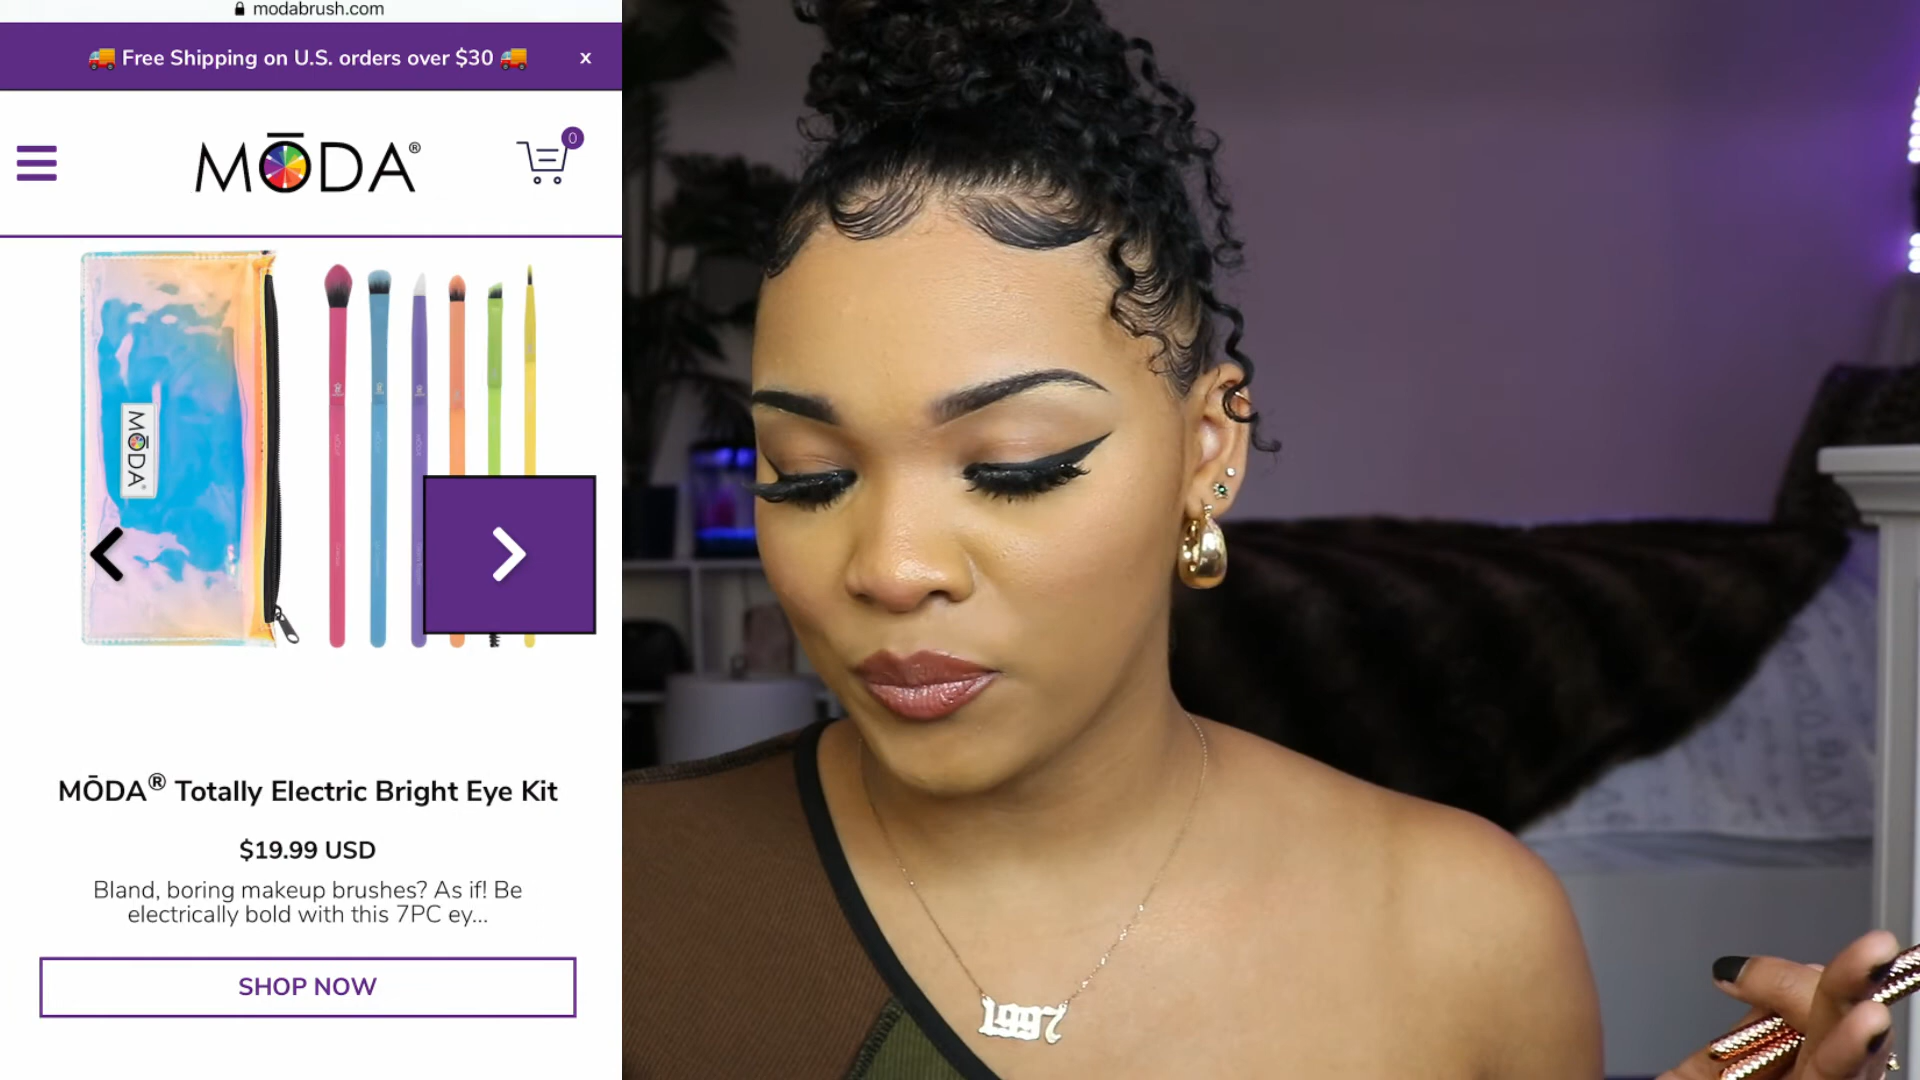 modabrush.com
🚚 Free Shipping on U.S. orders over $30 🚚 x
MŌDA®
0
MŌDA®
MŌDA® Totally Electric Bright Eye Kit
$19.99 USD
Bland, boring makeup brushes? As if! Be
electrically bold with this 7PC ey...
SHOP NOW
1997